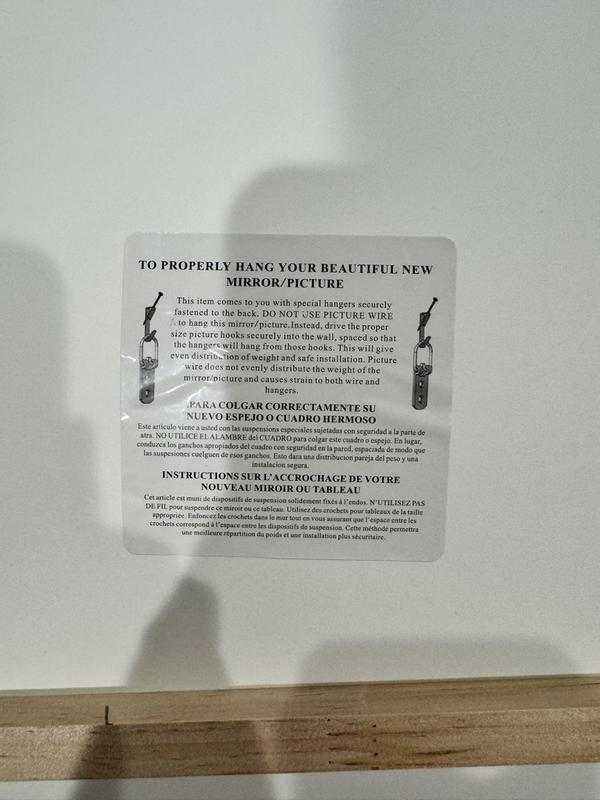 TO PROPERLY HANG YOUR BEAUTIFUL NEW
MIRROR/PICTURE
This item comes to you with special hangers securely
fastened to the back. DO NOT USE PICTURE WIRE
to hang this mirror/picture.Instead, drive the proper
size picture hooks securely into the wall, spaced so that
the hangers will hang from those hooks. This will give
even distribution of weight and safe installation. Picture
wire does not evenly distribute the weight of the
mirror/picture and causes strain to both wire and
hangers.
PARA COLGAR CORRECTAMENTE SU
NUEVO ESPEJO O CUADRO HERMOSO
Este articulo viene a usted con las suspensiones especiales sujetadas con seguridad a la parte de
atra. NO UTILICE EL ALAMBRE del CUADRO para colgar este cuadro o espejo. En lugar,
conduzca los ganchos apropiados del cuadro con seguridad en la pared, espaciada de modo que
las suspensiones cuelguen de esos ganchos. Esto dara una distribucion pareja del peso y una
instalacion segura.
INSTRUCTIONS SUR L'ACCROCHAGE DE VOTRE
NOUVEAU MIROIR OU TABLEAU
Cet article est muni de dispositifs de suspension solidement fixés à l'endos. N'UTILISEZ PAS
DE FIL pour suspendre ce miroir ou ce tableau. Utilisez des crochets pour tableaux de la taille
appropriée. Enfoncez les crochets dans le mur tout en vous assurant que l'espace entre les
crochets correspond à l'espace entre les dispositifs de suspension. Cette méthode permettra
une meilleure répartition du poids et une installation plus sécuritaire.